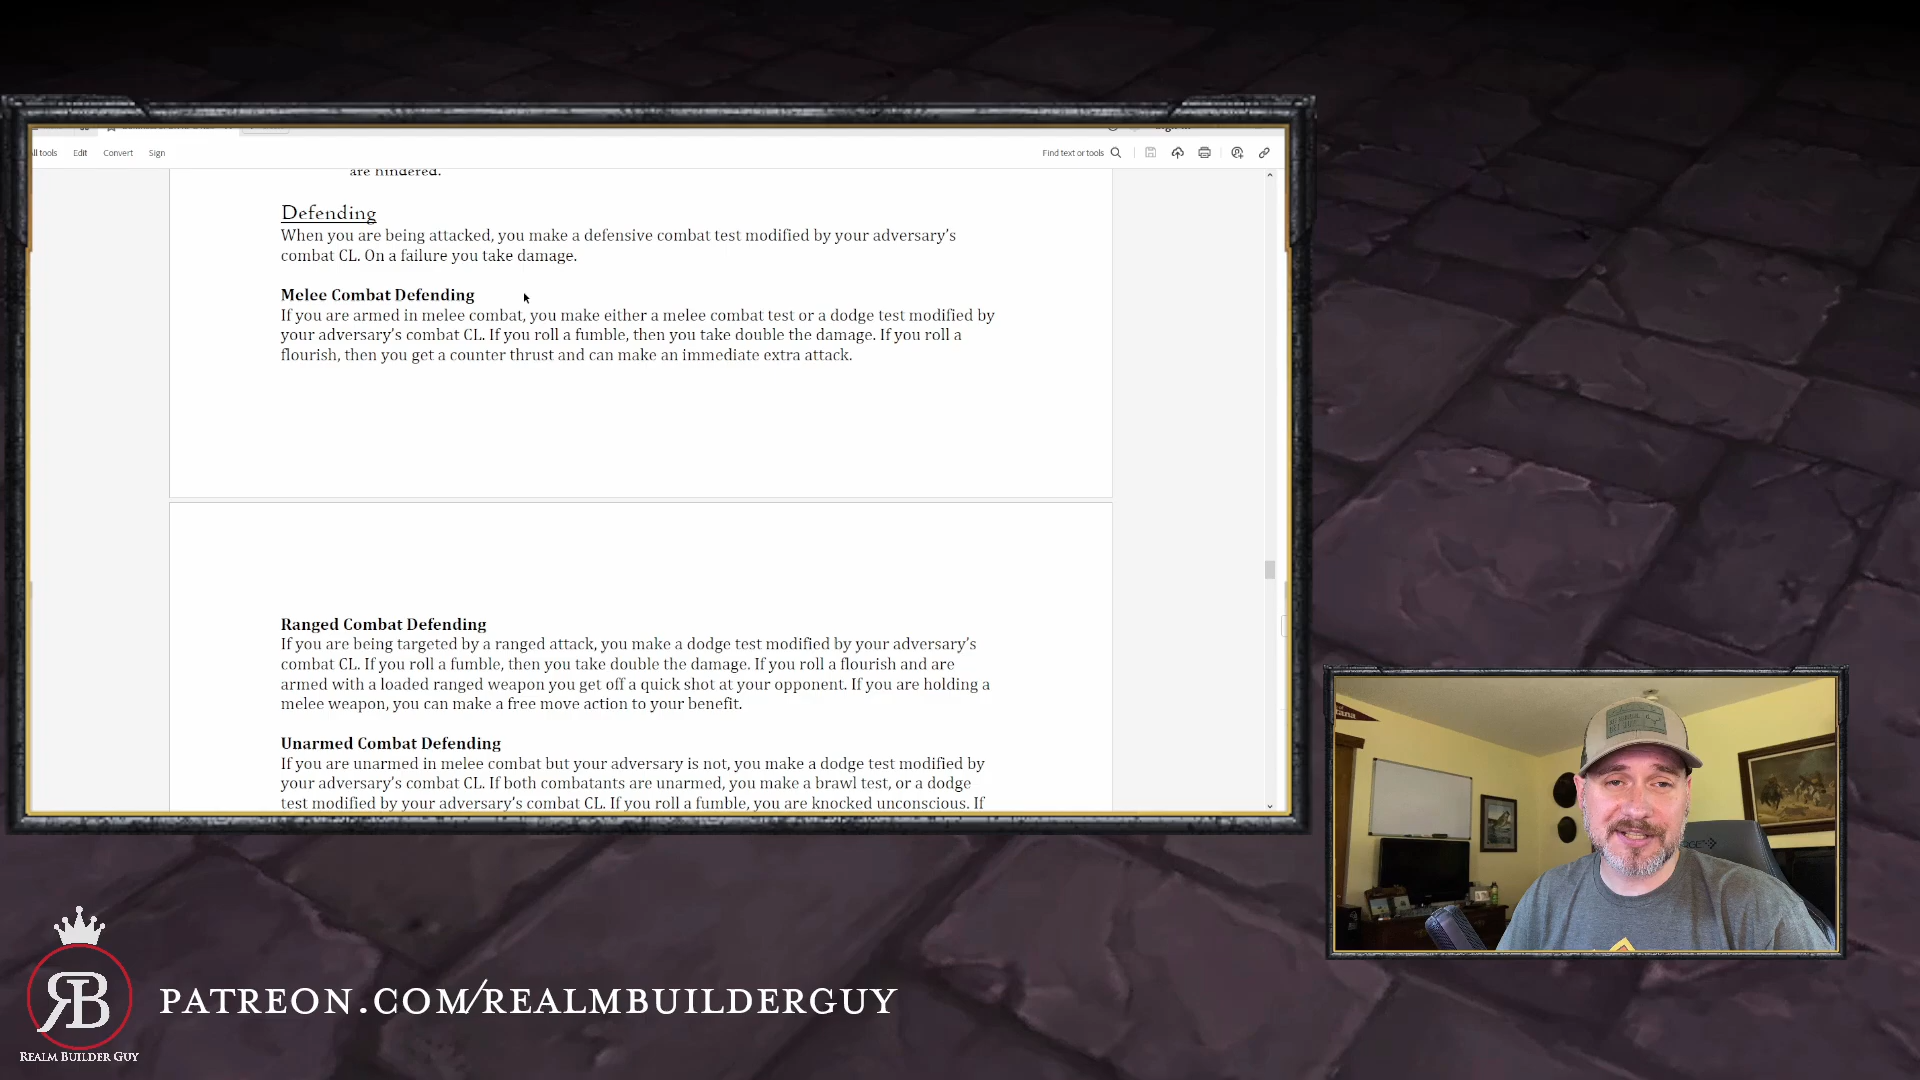 ll tools Edit Convert Sign Find text or tools
are hindered.
Defending
When you are being attacked, you make a defensive combat test modified by your adversary's
combat CL. On a failure you take damage.
Melee Combat Defending
If you are armed in melee combat, you make either a melee combat test or a dodge test modified by
your adversary's combat CL. If you roll a fumble, then you take double the damage. If you roll a
flourish, then you get a counter thrust and can make an immediate extra attack.
Ranged Combat Defending
If you are being targeted by a ranged attack, you make a dodge test modified by your adversary's
combat CL. If you roll a fumble, then you take double the damage. If you roll a flourish and are
armed with a loaded ranged weapon you get off a quick shot at your opponent. If you are holding a
melee weapon, you can make a free move action to your benefit.
Unarmed Combat Defending
If you are unarmed in melee combat but your adversary is not, you make a dodge test modified by
your adversary's combat CL. If both combatants are unarmed, you make a brawl test, or a dodge
test modified by your adversary's combat CL. If you roll a fumble, you are knocked unconscious. If
RB
REALM BUILDER GUY
PATREON.COM/REALMBUILDERGUY